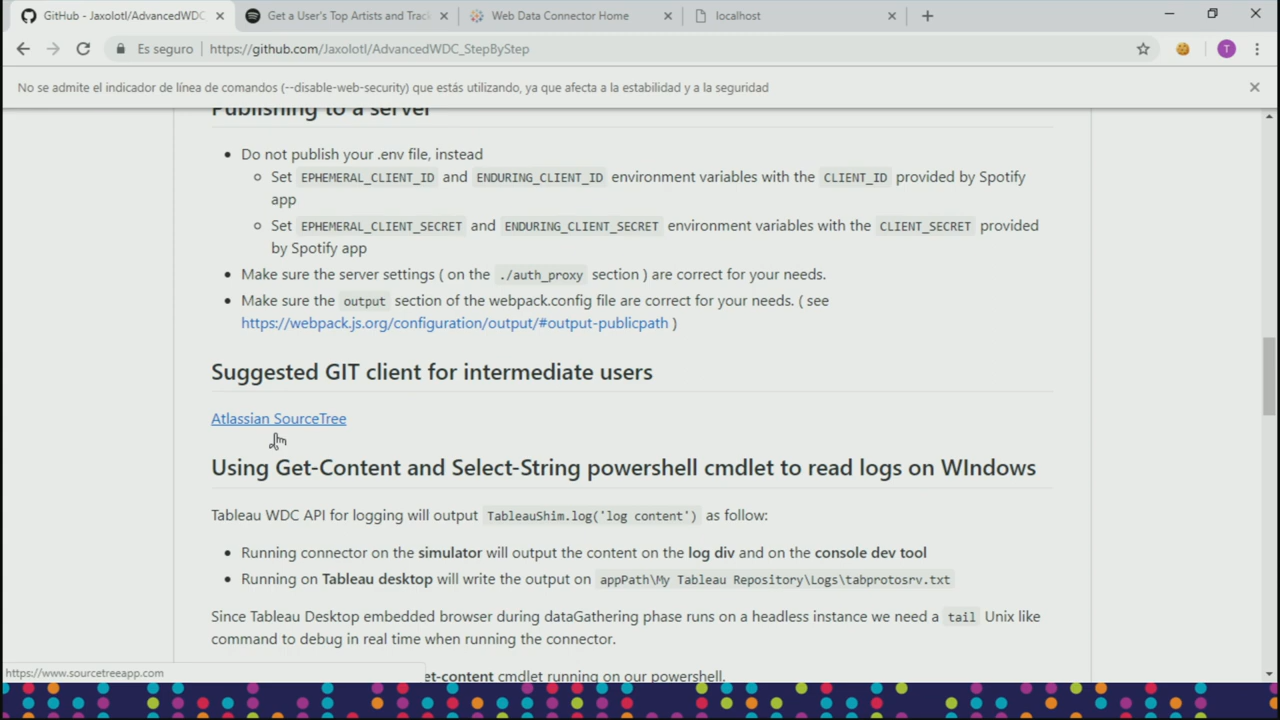 GitHub - Jaxolotl/AdvancedWDC
Get a User's Top Artists and Track
Web Data Connector Home
localhost
Es seguro
https://github.com/Jaxolotl/AdvancedWDC_StepByStep
T
No se admite el indicador de línea de comandos (--disable-web-security) que estás utilizando, ya que afecta a la estabilidad y a la seguridad
Publishing to a server
Do not publish your .env file, instead
Set EPHEMERAL_CLIENT_ID and ENDURING_CLIENT_ID environment variables with the CLIENT_ID provided by Spotify
app
Set EPHEMERAL_CLIENT_SECRET and ENDURING_CLIENT_SECRET environment variables with the CLIENT_SECRET provided
by Spotify app
Make sure the server settings ( on the ./auth_proxy section ) are correct for your needs.
Make sure the output section of the webpack.config file are correct for your needs. ( see
https://webpack.js.org/configuration/output/#output-publicpath )
Suggested GIT client for intermediate users
Atlassian SourceTree
Using Get-Content and Select-String powershell cmdlet to read logs on WIndows
Tableau WDC API for logging will output TableauShim.log('log content') as follow:
Running connector on the simulator will output the content on the log div and on the console dev tool
Running on Tableau desktop will write the output on appPath\My Tableau Repository\Logs\tabprotosrv.txt
Since Tableau Desktop embedded browser during dataGathering phase runs on a headless instance we need a tail Unix like
command to debug in real time when running the connector.
https://www.sourcetreeapp.com
et-content cmdlet running on our powershell.